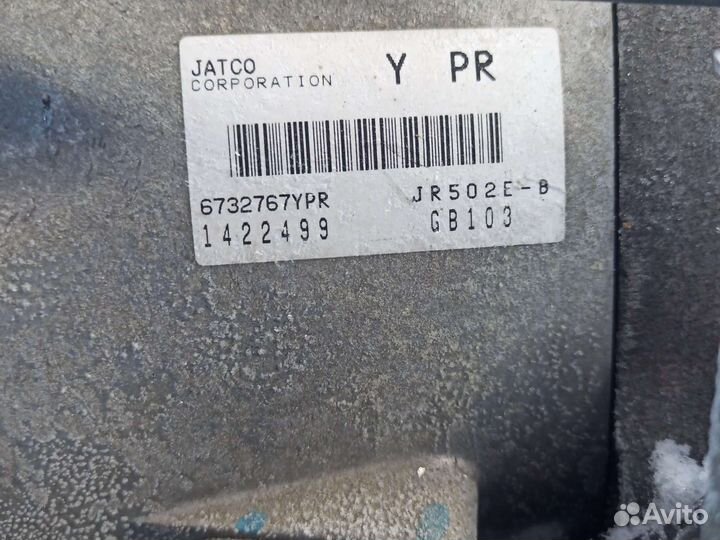 JATCO Y PR
CORPORATION
6732767YPR JR502E-B
1422499 GB103
Avito